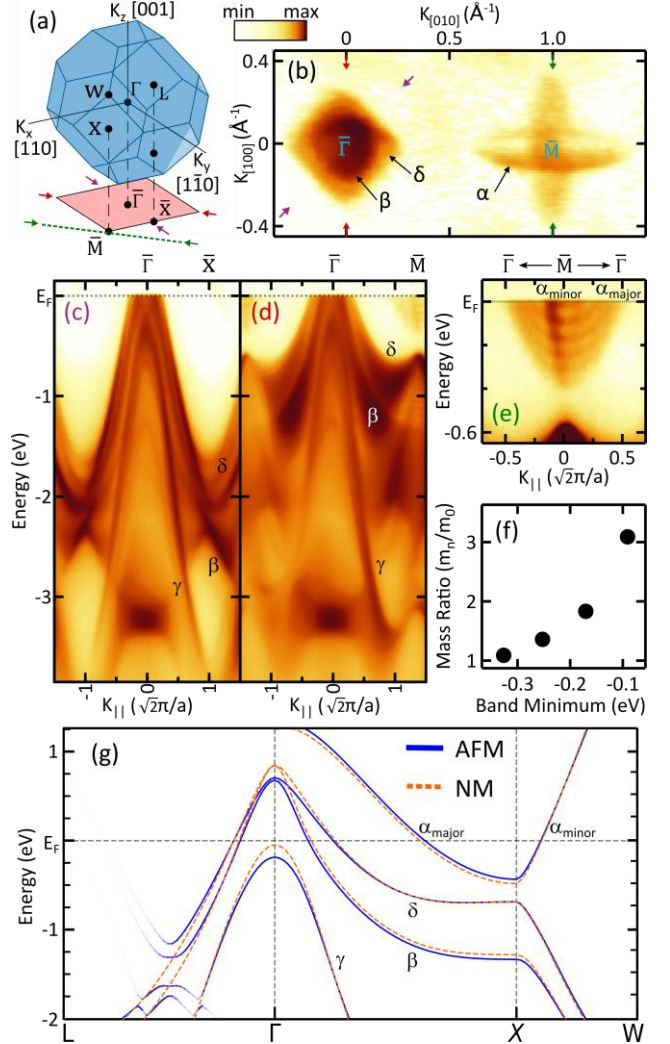 (a)
K_z [001]
W
Γ
L
X
K_x
[110]
K_y
[11̄0]
Γ̄
X̄
M̄
min max
K_[010] (Å⁻¹)
0 0.5 1.0
(b)
0.4
0
-0.4
K_[100] (Å⁻¹)
Γ̄
M̄
δ
β
α
Γ̄ X̄ Γ̄ M̄
E_F
(c)
(d)
-1
-2
-3
Energy (eV)
δ
β
γ
δ
β
γ
-1 0 1
K_|| (√2π/a)
-1 0 1
K_|| (√2π/a)
Γ̄ ← M̄ → Γ̄
α_minor α_major
E_F
-0.6
Energy (eV)
(e)
-0.5 0 0.5
K_|| (√2π/a)
(f)
3
2
1
Mass Ratio (m_n/m_0)
-0.3 -0.2 -0.1
Band Minimum (eV)
(g)
AFM
NM
1
E_F
-1
-2
Energy (eV)
α_major
α_minor
δ
β
γ
L Γ X W